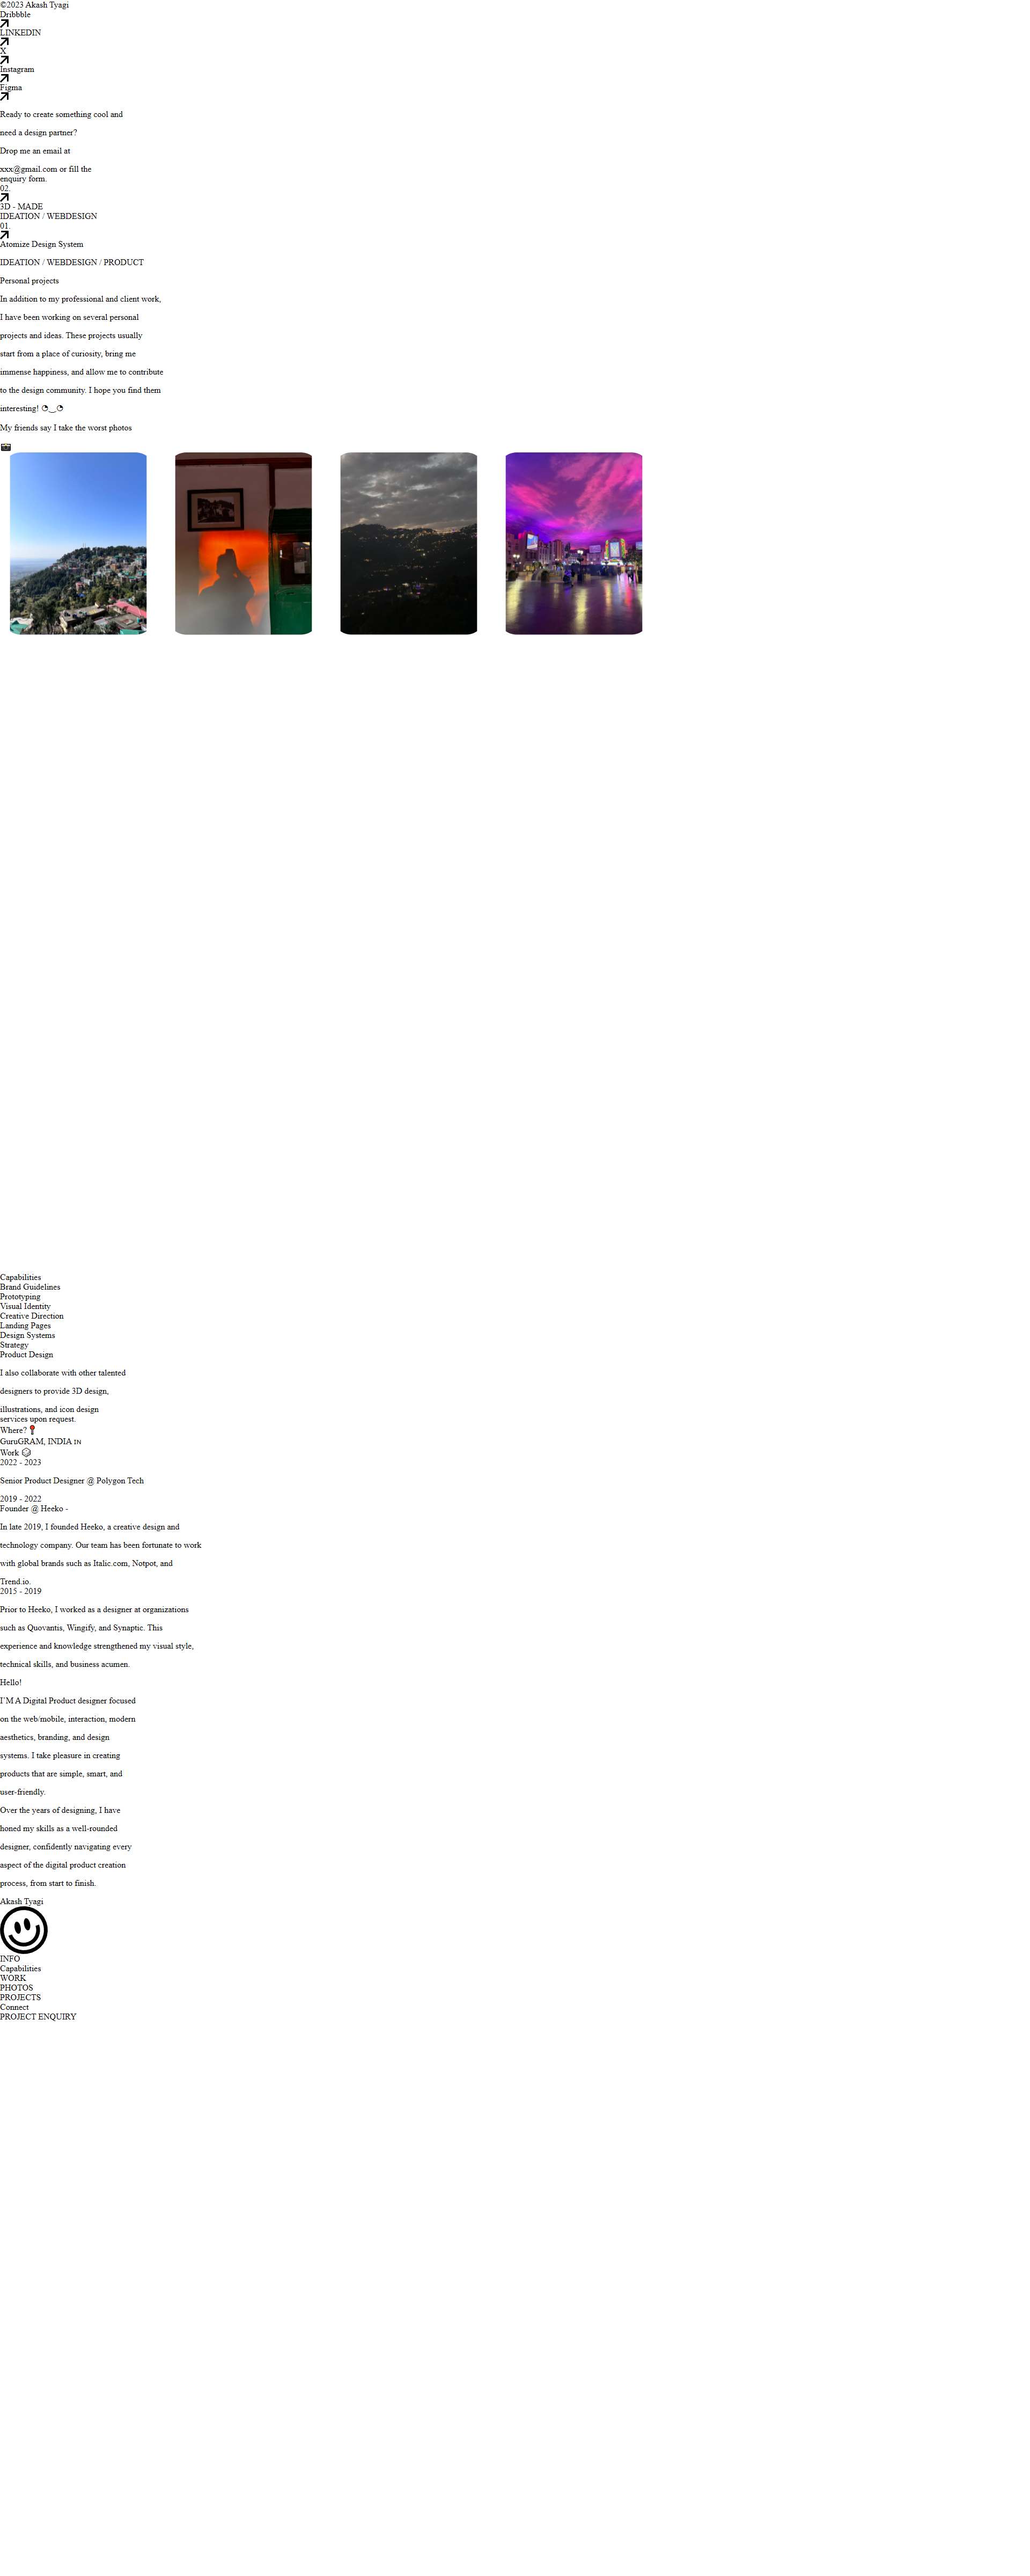 ©2023 Akash Tyagi
Dribbble
LINKEDIN
X
Instagram
Figma
Ready to create something cool and
need a design partner?
Drop me an email at
xxx@gmail.com or fill the
enquiry form.
02.
3D - MADE
IDEATION / WEBDESIGN
01.
Atomize Design System
IDEATION / WEBDESIGN / PRODUCT
Personal projects
In addition to my professional and client work,
I have been working on several personal
projects and ideas. These projects usually
start from a place of curiosity, bring me
immense happiness, and allow me to contribute
to the design community. I hope you find them
interesting! ◔‿◔
My friends say I take the worst photos
📷
Capabilities
Brand Guidelines
Prototyping
Visual Identity
Creative Direction
Landing Pages
Design Systems
Strategy
Product Design
I also collaborate with other talented
designers to provide 3D design,
illustrations, and icon design
services upon request.
Where? 📍
GuruGRAM, INDIA 🇮🇳
Work 🎲
2022 - 2023
Senior Product Designer @ Polygon Tech
2019 - 2022
Founder @ Heeko -
In late 2019, I founded Heeko, a creative design and
technology company. Our team has been fortunate to work
with global brands such as Italic.com, Notpot, and
Trend.io.
2015 - 2019
Prior to Heeko, I worked as a designer at organizations
such as Quovantis, Wingify, and Synaptic. This
experience and knowledge strengthened my visual style,
technical skills, and business acumen.
Hello!
I'M A Digital Product designer focused
on the web/mobile, interaction, modern
aesthetics, branding, and design
systems. I take pleasure in creating
products that are simple, smart, and
user-friendly.
Over the years of designing, I have
honed my skills as a well-rounded
designer, confidently navigating every
aspect of the digital product creation
process, from start to finish.
Akash Tyagi
INFO
Capabilities
WORK
PHOTOS
PROJECTS
Connect
PROJECT ENQUIRY